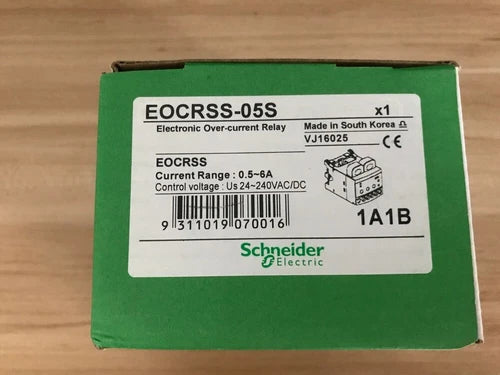 EOCRSS-05S x1
Electronic Over-current Relay
Made in South Korea
VJ16025 CE
EOCRSS
Current Range : 0.5~6A
Control voltage : Us 24~240VAC/DC
9 311019 070016
1A1B
Schneider
Electric